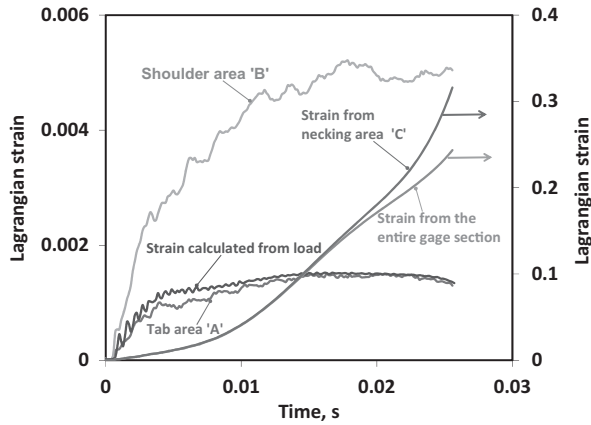 0.006
0.4
Shoulder area 'B'
Strain from
necking area 'C'
0.3
0.004
Lagrangian strain
Lagrangian strain
0.2
Strain from the
entire gage section
0.002
Strain calculated from load
0.1
Tab area 'A'
0
0
0
0.01
0.02
0.03
Time, s